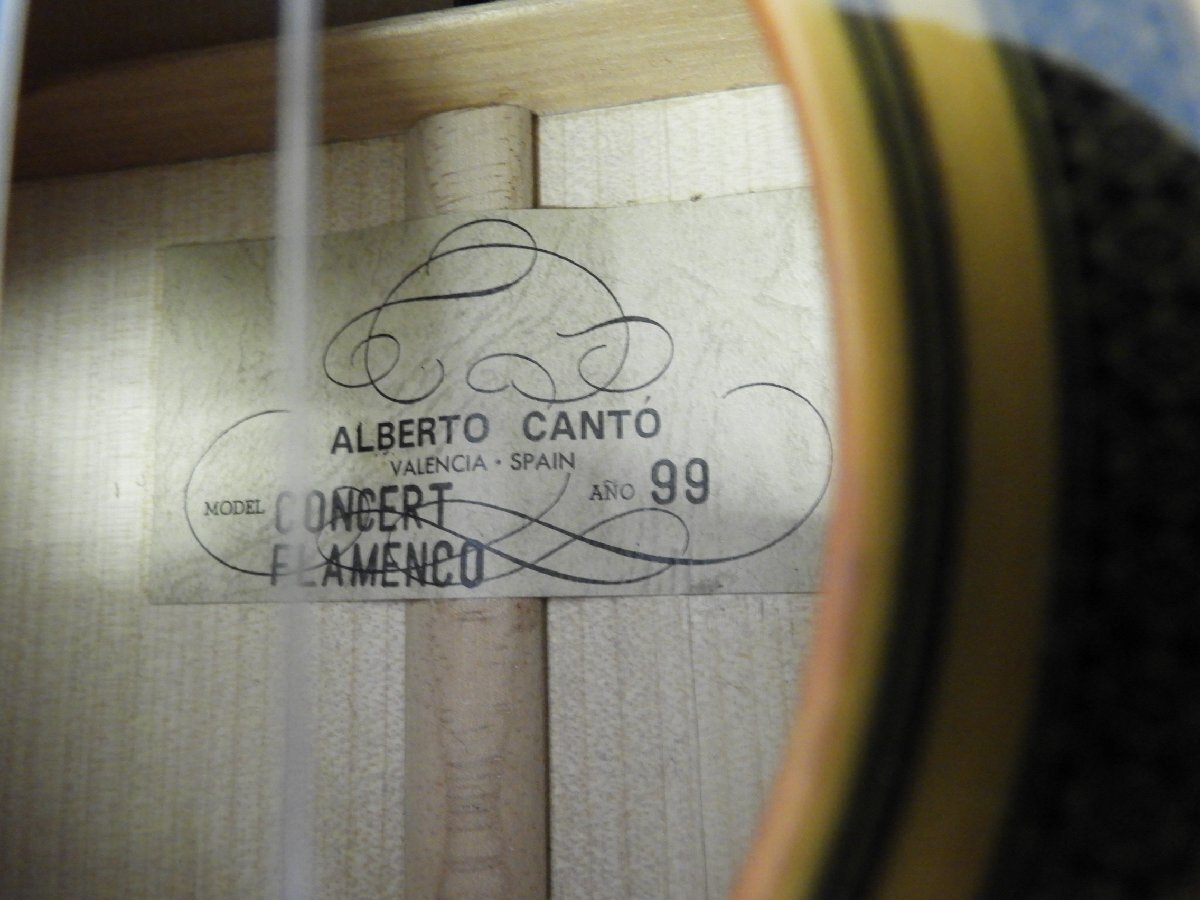 ALBERTO CANTÓ
VALENCIA · SPAIN
MODEL CONCERT AÑO 99
FLAMENCO